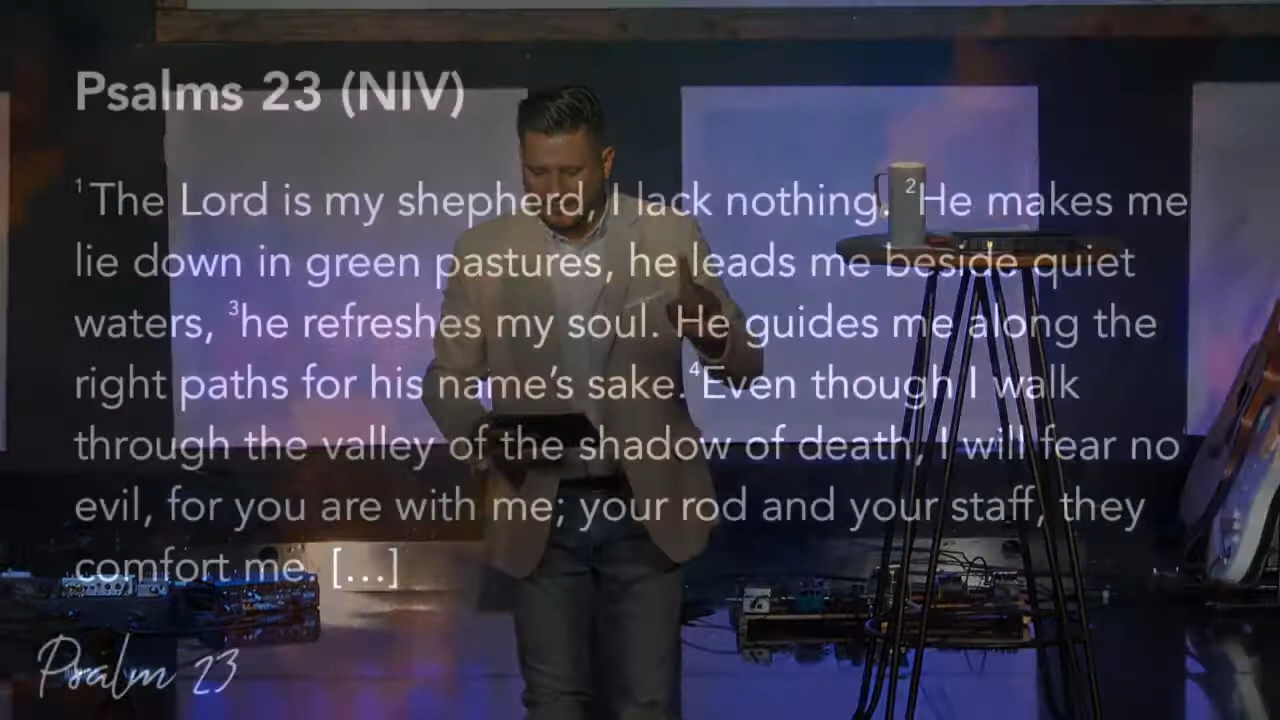 Psalms 23 (NIV)
¹The Lord is my shepherd, I lack nothing. ²He makes me
lie down in green pastures, he leads me beside quiet
waters, ³he refreshes my soul. He guides me along the
right paths for his name’s sake.⁴Even though I walk
through the valley of the shadow of death, I will fear no
evil, for you are with me; your rod and your staff, they
comfort me. [...]
Psalm 23